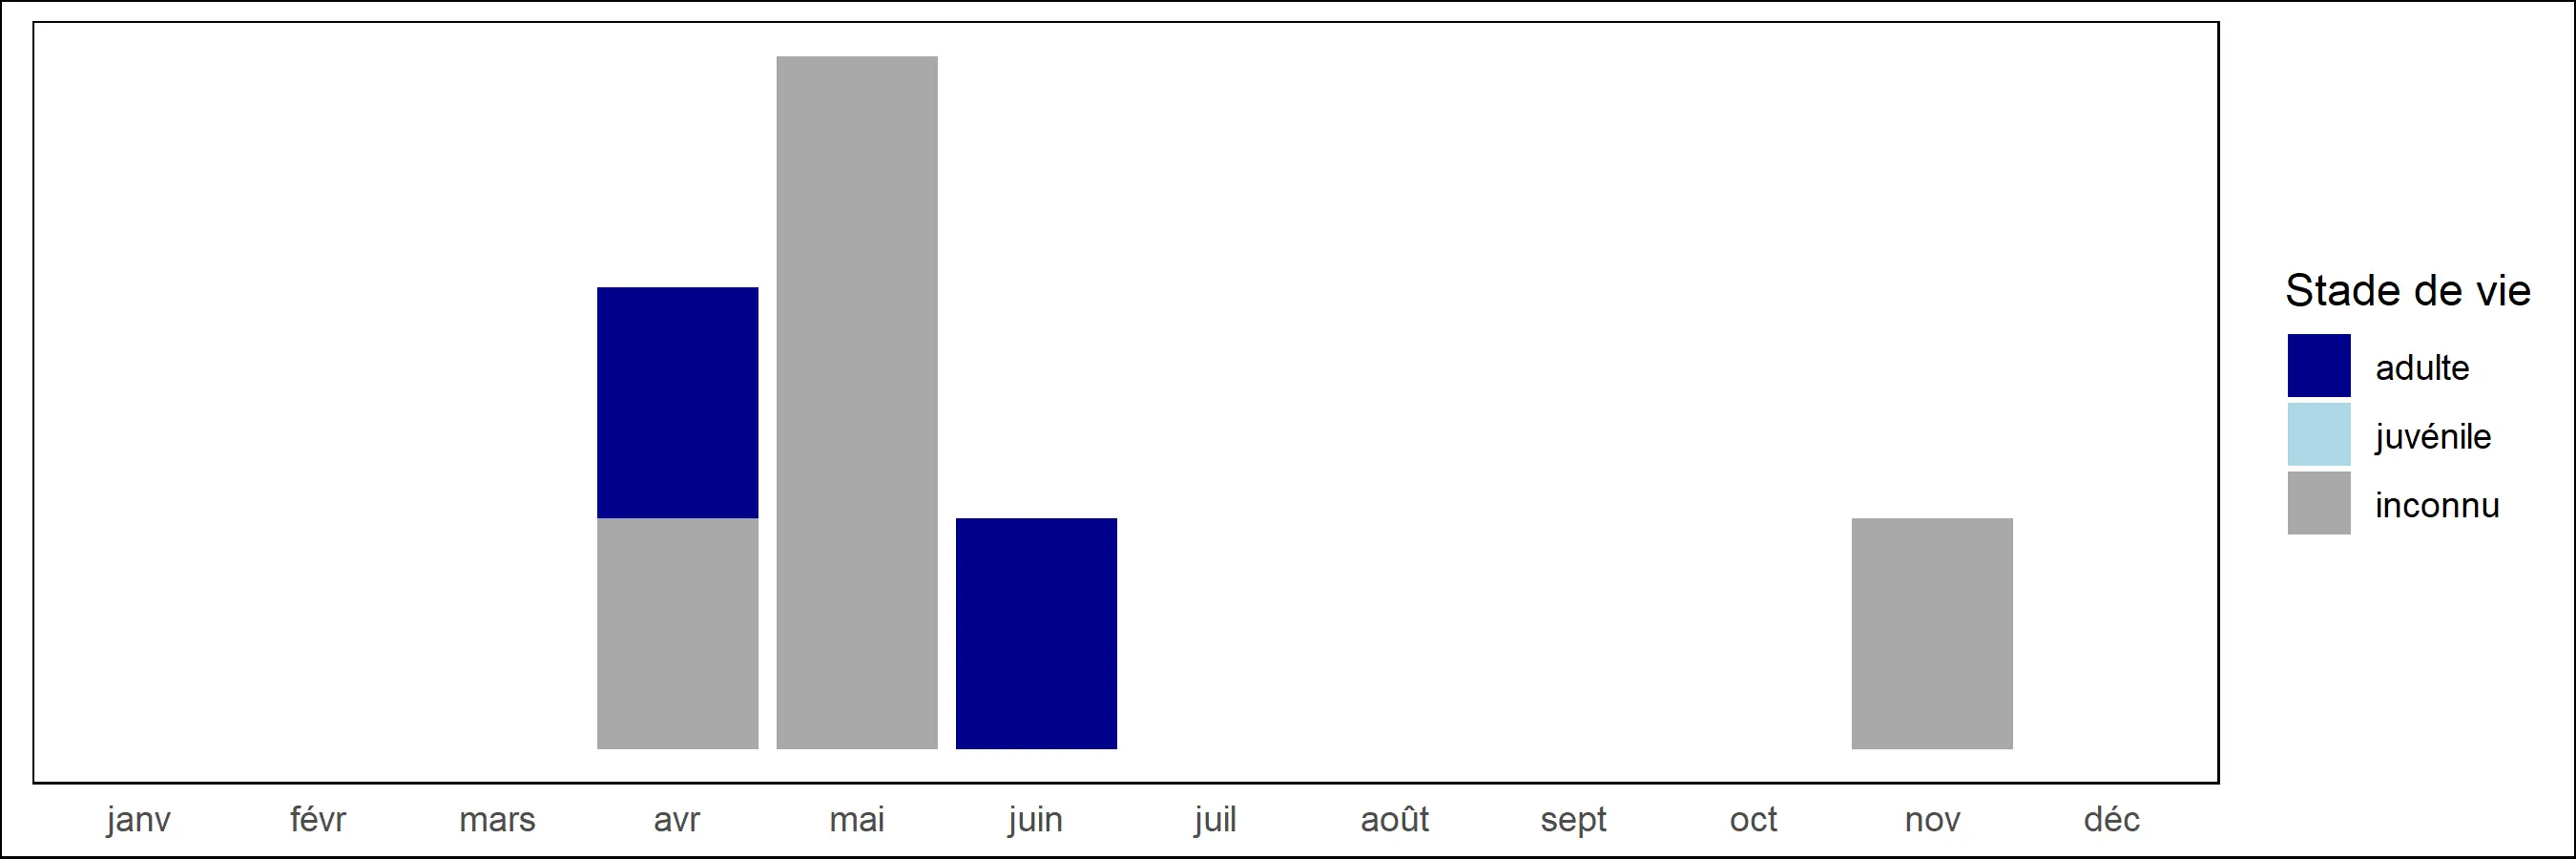 Stade de vie
adulte
juvénile
inconnu
janv févr mars avr mai juin juil août sept oct nov déc